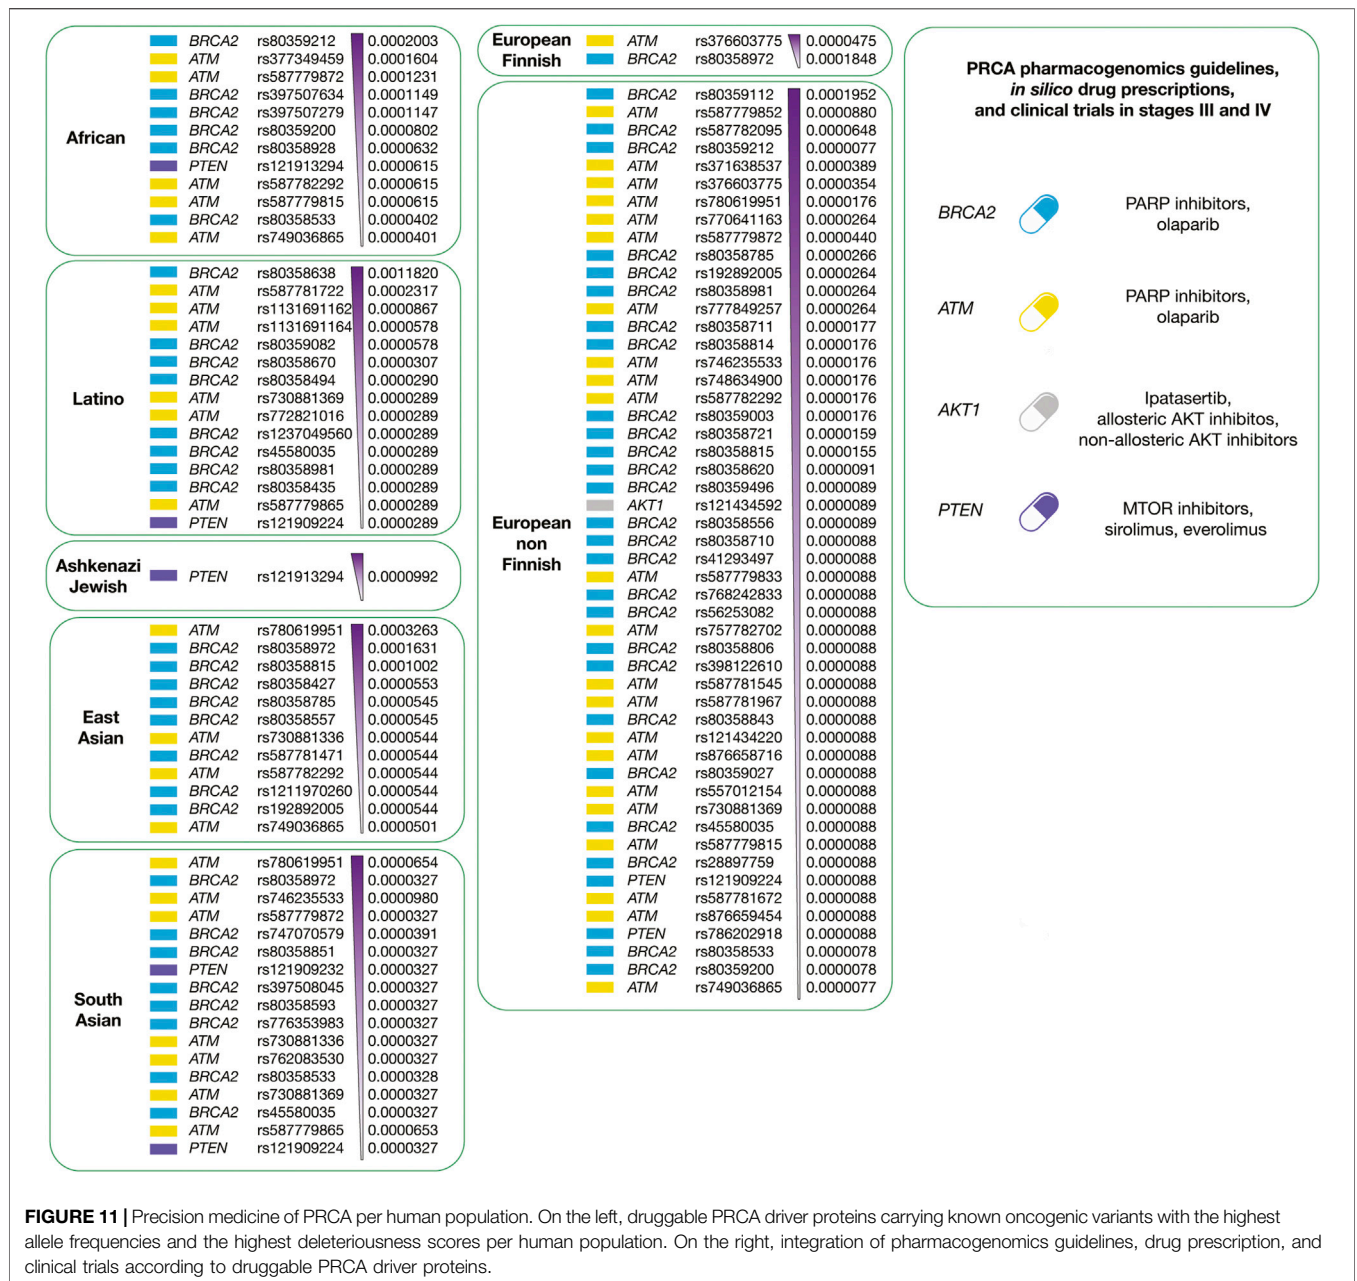 African
BRCA2 rs80359212 0.0002003
ATM rs377349459 0.0001604
ATM rs587779872 0.0001231
BRCA2 rs397507634 0.0001149
BRCA2 rs397507279 0.0001147
BRCA2 rs80359200 0.0000802
BRCA2 rs80358928 0.0000632
PTEN rs121913294 0.0000615
ATM rs587782292 0.0000615
ATM rs587779815 0.0000615
BRCA2 rs80358533 0.0000402
ATM rs749036865 0.0000401
Latino
BRCA2 rs80358638 0.0011820
ATM rs587781722 0.0002317
ATM rs1131691162 0.0000867
ATM rs1131691164 0.0000578
BRCA2 rs80359082 0.0000578
BRCA2 rs80358670 0.0000307
BRCA2 rs80358494 0.0000290
ATM rs730881369 0.0000289
ATM rs772821016 0.0000289
BRCA2 rs1237049560 0.0000289
BRCA2 rs45580035 0.0000289
BRCA2 rs80358981 0.0000289
BRCA2 rs80358435 0.0000289
ATM rs587779865 0.0000289
PTEN rs121909224 0.0000289
Ashkenazi
Jewish
PTEN rs121913294 0.0000992
East
Asian
ATM rs780619951 0.0003263
BRCA2 rs80358972 0.0001631
BRCA2 rs80358815 0.0001002
BRCA2 rs80358427 0.0000553
BRCA2 rs80358785 0.0000545
BRCA2 rs80358557 0.0000545
ATM rs730881336 0.0000544
BRCA2 rs587781471 0.0000544
ATM rs587782292 0.0000544
BRCA2 rs1211970260 0.0000544
BRCA2 rs192892005 0.0000544
ATM rs749036865 0.0000501
South
Asian
ATM rs780619951 0.0000654
BRCA2 rs80358972 0.0000327
ATM rs746235533 0.0000980
ATM rs587779872 0.0000327
BRCA2 rs747070579 0.0000391
BRCA2 rs80358851 0.0000327
PTEN rs121909232 0.0000327
BRCA2 rs397508045 0.0000327
BRCA2 rs80358593 0.0000327
BRCA2 rs776353983 0.0000327
ATM rs730881336 0.0000327
ATM rs762083530 0.0000327
BRCA2 rs80358533 0.0000328
ATM rs730881369 0.0000327
BRCA2 rs45580035 0.0000327
ATM rs587779865 0.0000653
PTEN rs121909224 0.0000327
European
Finnish
ATM rs376603775 0.0000475
BRCA2 rs80358972 0.0001848
European
non
Finnish
BRCA2 rs80359112 0.0001952
ATM rs587779852 0.0000880
BRCA2 rs587782095 0.0000648
BRCA2 rs80359212 0.0000077
ATM rs371638537 0.0000389
ATM rs376603775 0.0000354
ATM rs780619951 0.0000176
ATM rs770641163 0.0000264
ATM rs587779872 0.0000440
BRCA2 rs80358785 0.0000266
BRCA2 rs192892005 0.0000264
BRCA2 rs80358981 0.0000264
ATM rs777849257 0.0000264
BRCA2 rs80358711 0.0000177
BRCA2 rs80358814 0.0000176
ATM rs746235533 0.0000176
ATM rs748634900 0.0000176
ATM rs587782292 0.0000176
BRCA2 rs80359003 0.0000176
BRCA2 rs80358721 0.0000159
BRCA2 rs80358815 0.0000155
BRCA2 rs80358620 0.0000091
BRCA2 rs80359496 0.0000089
AKT1 rs121434592 0.0000089
BRCA2 rs80358556 0.0000089
BRCA2 rs80358710 0.0000088
BRCA2 rs41293497 0.0000088
ATM rs587779833 0.0000088
BRCA2 rs768242833 0.0000088
BRCA2 rs56253082 0.0000088
ATM rs757782702 0.0000088
BRCA2 rs80358806 0.0000088
BRCA2 rs398122610 0.0000088
ATM rs587781545 0.0000088
ATM rs587781967 0.0000088
BRCA2 rs80358843 0.0000088
ATM rs121434220 0.0000088
ATM rs876658716 0.0000088
BRCA2 rs80359027 0.0000088
ATM rs557012154 0.0000088
ATM rs730881369 0.0000088
BRCA2 rs45580035 0.0000088
ATM rs587779815 0.0000088
BRCA2 rs28897759 0.0000088
PTEN rs121909224 0.0000088
ATM rs587781672 0.0000088
ATM rs876659454 0.0000088
PTEN rs786202918 0.0000088
BRCA2 rs80358533 0.0000078
BRCA2 rs80359200 0.0000078
ATM rs749036865 0.0000077
PRCA pharmacogenomics guidelines,
in silico drug prescriptions,
and clinical trials in stages III and IV
BRCA2 PARP inhibitors,
olaparib
ATM PARP inhibitors,
olaparib
AKT1 Ipatasertib,
allosteric AKT inhibitos,
non-allosteric AKT inhibitors
PTEN MTOR inhibitors,
sirolimus, everolimus
FIGURE 11 | Precision medicine of PRCA per human population. On the left, druggable PRCA driver proteins carrying known oncogenic variants with the highest
allele frequencies and the highest deleteriousness scores per human population. On the right, integration of pharmacogenomics guidelines, drug prescription, and
clinical trials according to druggable PRCA driver proteins.